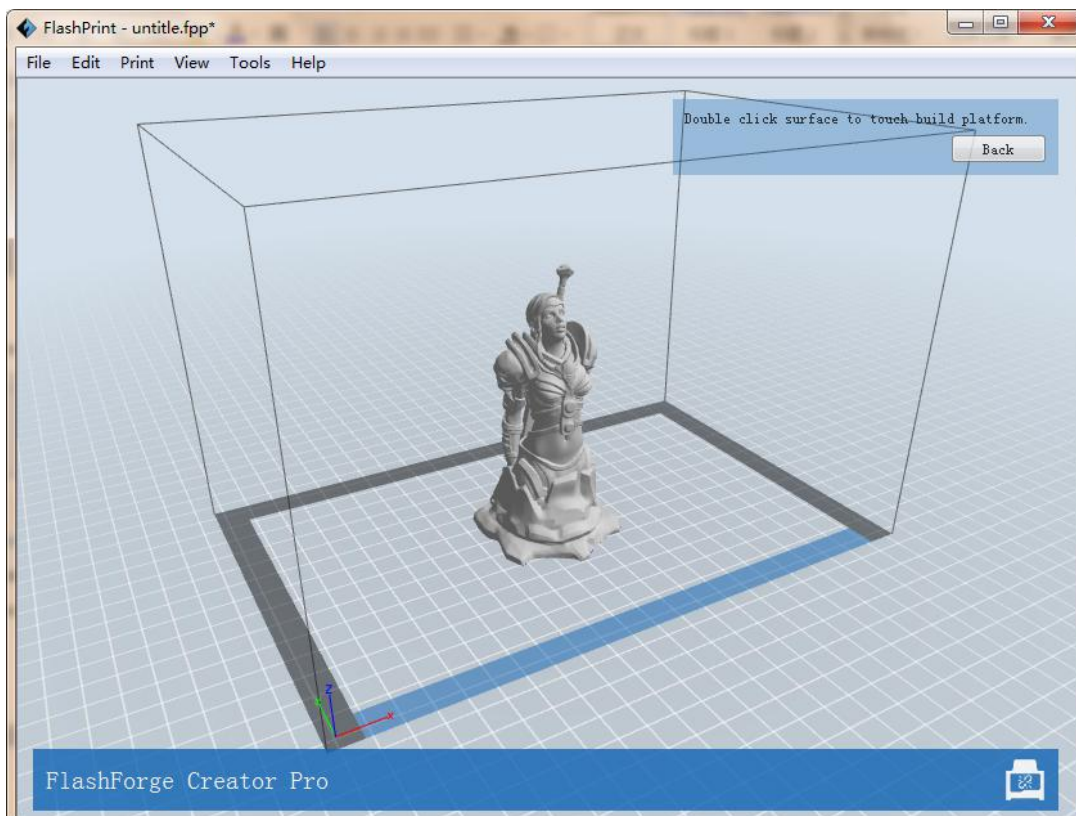 FlashPrint - untitle.fpp*
File Edit Print View Tools Help
Double click surface to touch build platform.
Back
Z
X
FlashForge Creator Pro